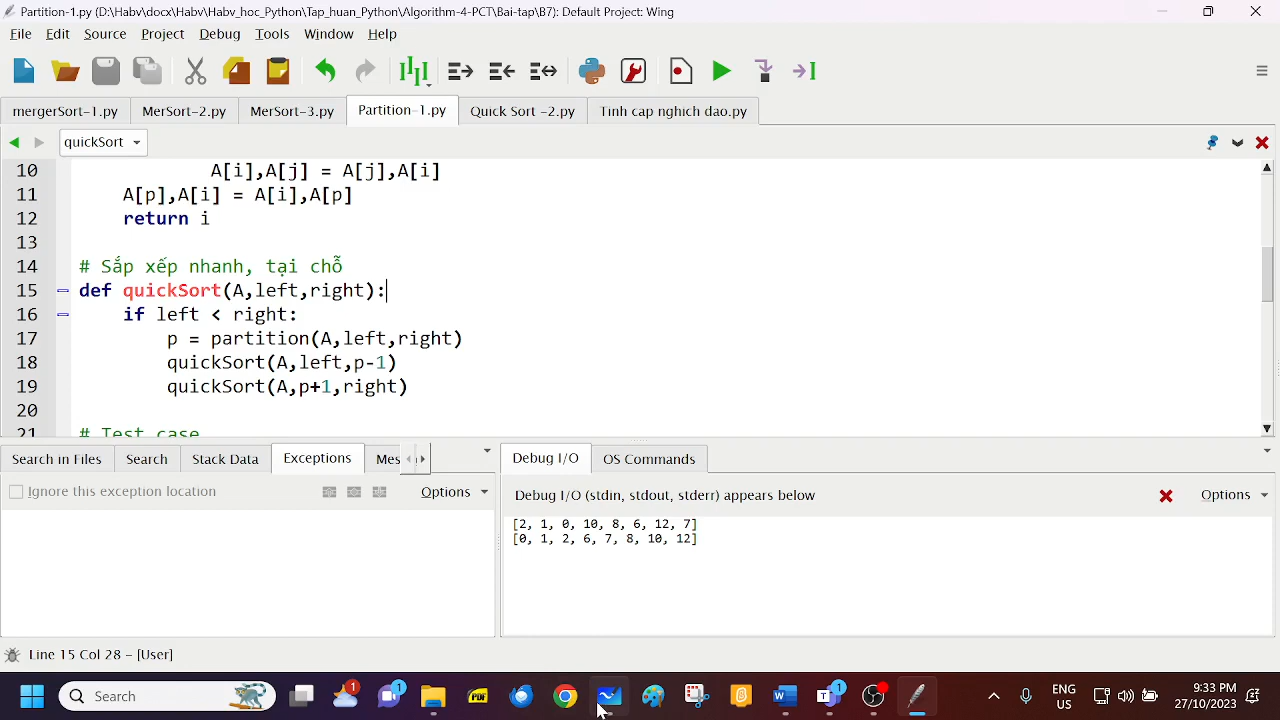 Partition-1.py (D:\Habv\docx\Habv\Habv_hoc_Python\Tap_huan_Python\Algorithm-4-PCT\Bai-tap\B7): Default Project: Wing
File Edit Source Project Debug Tools Window Help
mergerSort-1.py MerSort-2.py MerSort-3.py Partition-1.py Quick Sort -2.py Tinh cap nghich dao.py
quickSort
10 A[i],A[j] = A[j],A[i]
11 A[p],A[i] = A[i],A[p]
12 return i
13
14 # Sắp xếp nhanh, tại chỗ
15 def quickSort(A,left,right):
16 if left < right:
17 p = partition(A,left,right)
18 quickSort(A,left,p-1)
19 quickSort(A,p+1,right)
20
21 # Test case
Search in Files Search Stack Data Exceptions Mes Debug I/O OS Commands
Ignore this exception location Options Debug I/O (stdin, stdout, stderr) appears below Options
[2, 1, 0, 10, 8, 6, 12, 7]
[0, 1, 2, 6, 7, 8, 10, 12]
Line 15 Col 28 – [User]
Search 1 1 PDF 1 ENG US 9:33 PM 27/10/2023